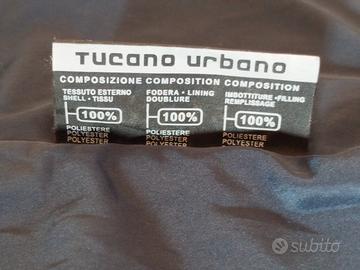 Tucano urbano
COMPOSIZIONE COMPOSITION COMPOSITION
TESSUTO ESTERNO FODERA - LINING IMBOTTITURE - FILLING
SHELL - TISSU DOUBLURE REMPLISSAGE
100% 100% 100%
POLIESTERE POLIESTERE POLIESTERE
POLYESTER POLYESTER POLYESTER
POLYESTER POLYESTER POLYESTER
subito